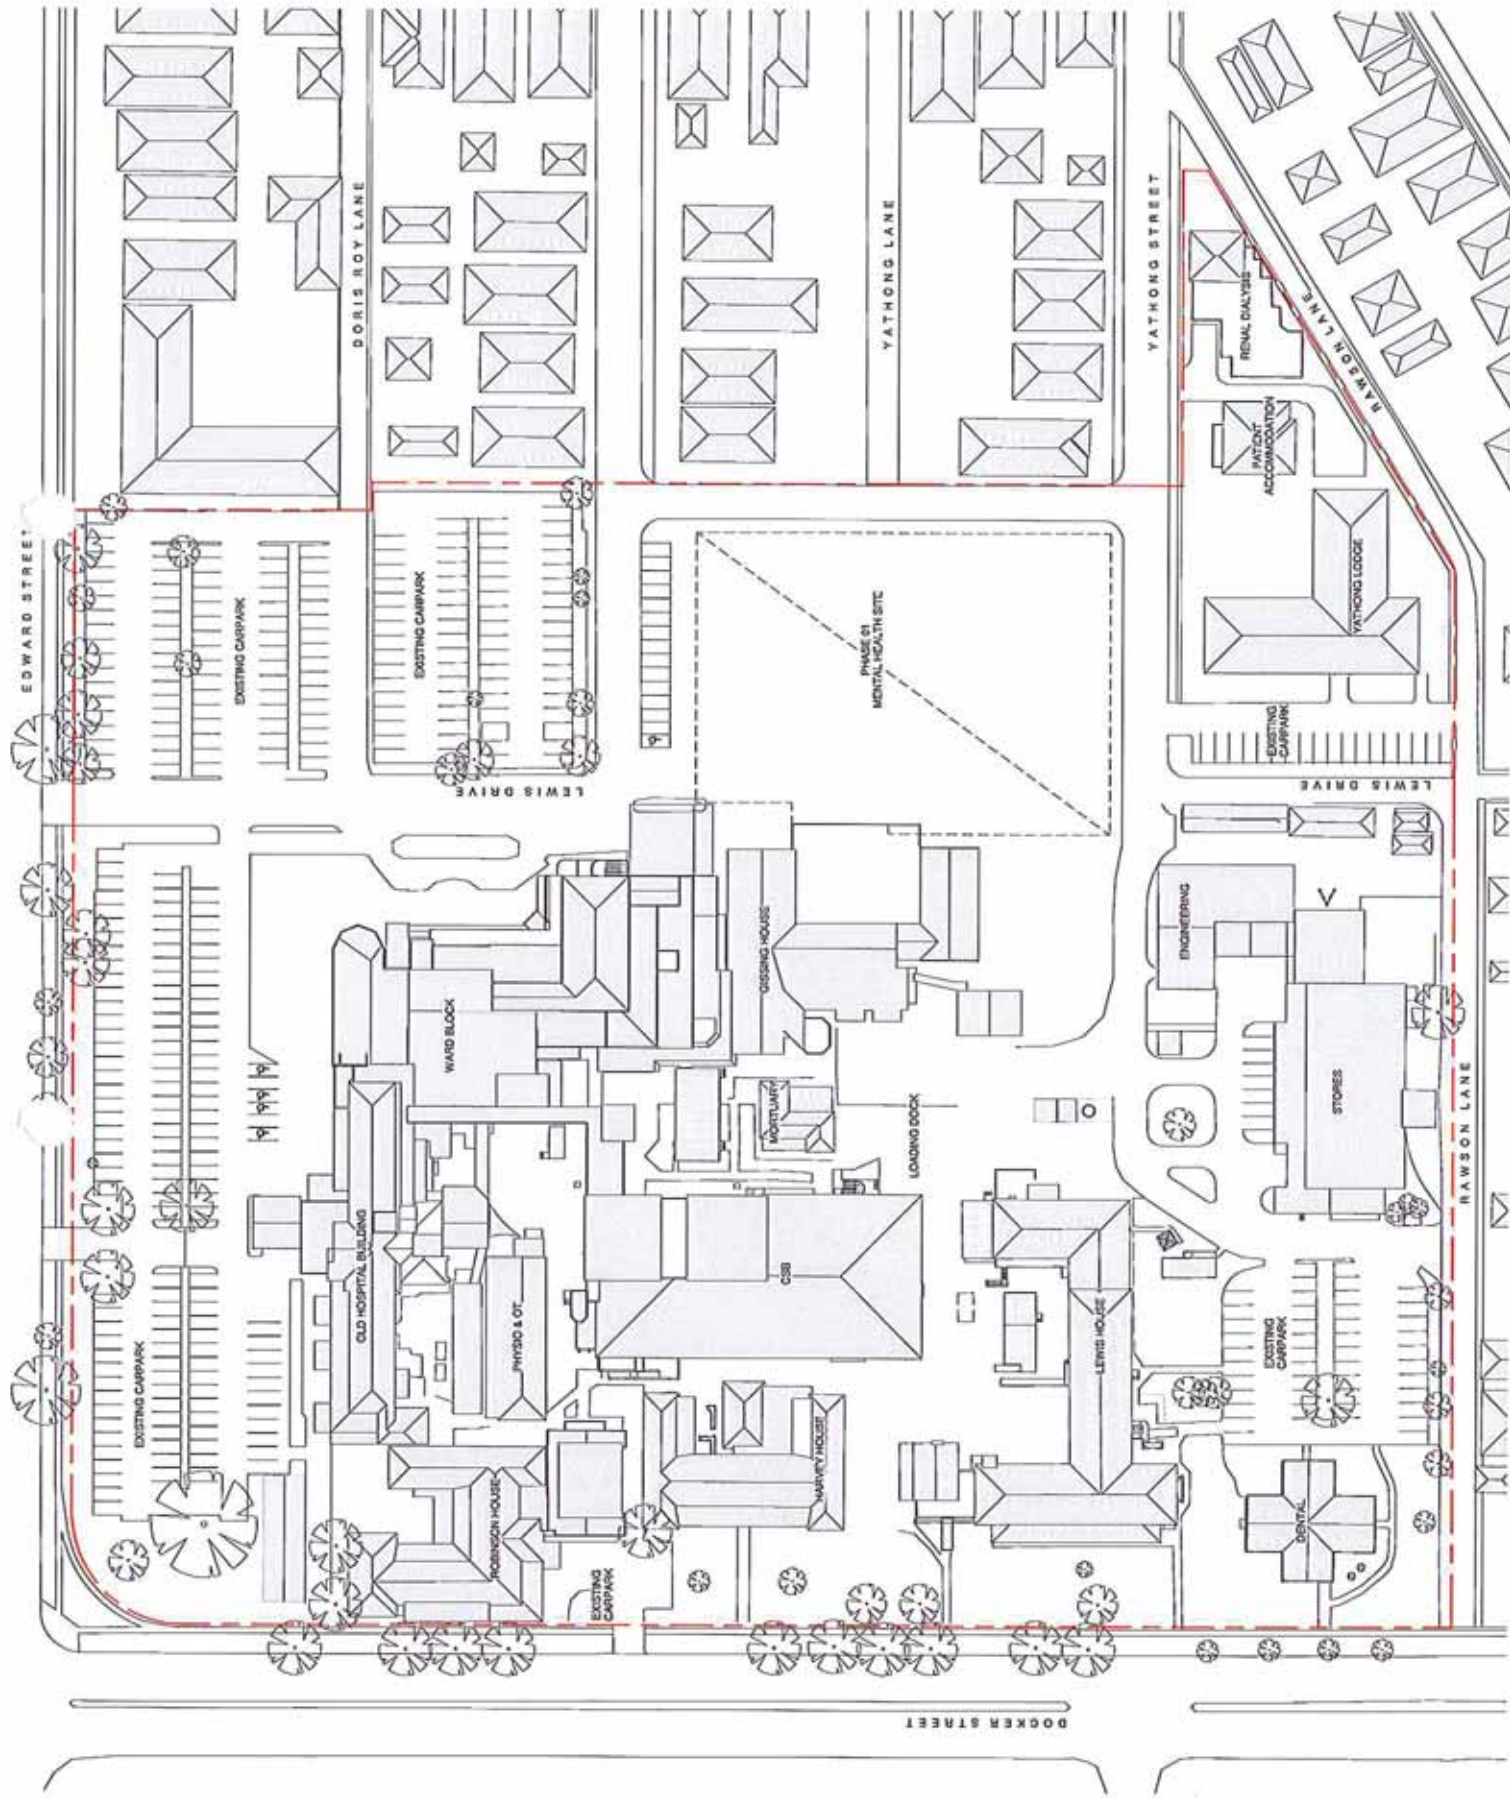 EDWARD STREET
DORIS ROY LANE
YATHONG LANE
YATHONG STREET
RENAL DIALYSIS
RAWSON LANE
PATIENT
ACCOMMODATION
YATHONG LODGE
EXISTING CARPARK
EXISTING CARPARK
PHASE 01
MENTAL HEALTH SITE
EXISTING
CARPARK
LEWIS DRIVE
LEWIS DRIVE
ENGINEERING
GISSING HOUSE
WARD BLOCK
MORTUARY
LOADING DOCK
STORES
RAWSON LANE
OLD HOSPITAL BUILDING
CSB
PHYSIO & OT
LEWIS HOUSE
EXISTING
CARPARK
EXISTING CARPARK
HARVEY HOUSE
ROBINSON HOUSE
DENTAL
EXISTING
CARPARK
DOCKER STREET